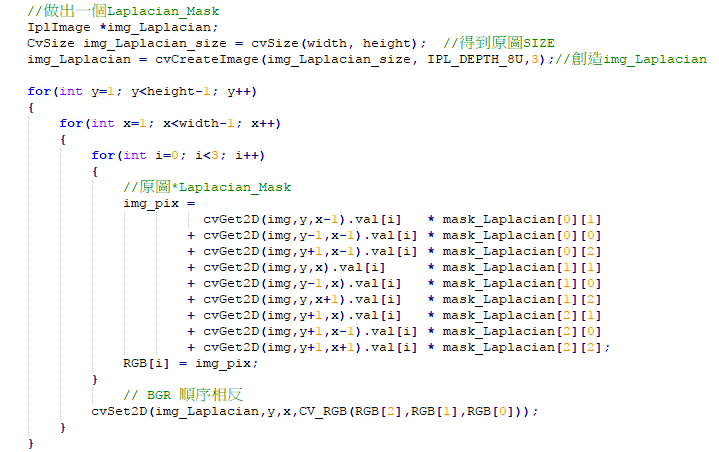 //做出一個Laplacian_Mask
IplImage *img_Laplacian;
CvSize img_Laplacian_size = cvSize(width, height);  //得到原圖SIZE
img_Laplacian = cvCreateImage(img_Laplacian_size, IPL_DEPTH_8U,3);//創造img_Laplacian

for(int y=1; y<height-1; y++)
{
    for(int x=1; x<width-1; x++)
    {
        for(int i=0; i<3; i++)
        {
            //原圖*Laplacian_Mask
            img_pix =
                      cvGet2D(img,y,x-1).val[i]   * mask_Laplacian[0][1]
                    + cvGet2D(img,y-1,x-1).val[i] * mask_Laplacian[0][0]
                    + cvGet2D(img,y+1,x-1).val[i] * mask_Laplacian[0][2]
                    + cvGet2D(img,y,x).val[i]     * mask_Laplacian[1][1]
                    + cvGet2D(img,y-1,x).val[i]   * mask_Laplacian[1][0]
                    + cvGet2D(img,y,x+1).val[i]   * mask_Laplacian[1][2]
                    + cvGet2D(img,y+1,x).val[i]   * mask_Laplacian[2][1]
                    + cvGet2D(img,y+1,x-1).val[i] * mask_Laplacian[2][0]
                    + cvGet2D(img,y+1,x+1).val[i] * mask_Laplacian[2][2];
            RGB[i] = img_pix;
        }
            // BGR 順序相反
        cvSet2D(img_Laplacian,y,x,CV_RGB(RGB[2],RGB[1],RGB[0]));
    }
}